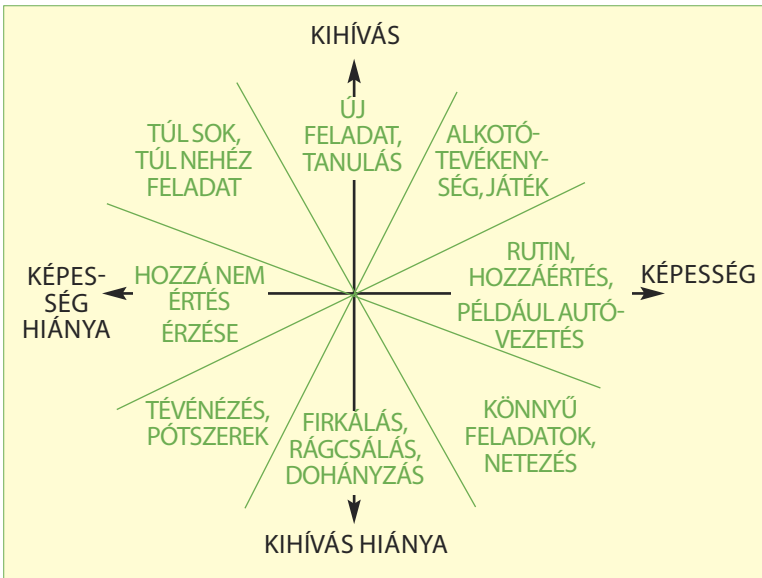 KIHÍVÁS
ÚJ
FELADAT,
TANULÁS
TÚL SOK,
TÚL NEHÉZ
FELADAT
ALKOTÓ-
TEVÉKENY-
SÉG, JÁTÉK
KÉPES-
SÉG
HIÁNYA
HOZZÁ NEM
ÉRTÉS
ÉRZÉSE
RUTIN,
HOZZÁÉRTÉS,
PÉLDÁUL AUTÓ-
VEZETÉS
KÉPESSÉG
TÉVÉNÉZÉS,
PÓTSZEREK
FIRKÁLÁS,
RÁGCSÁLÁS,
DOHÁNYZÁS
KÖNNYŰ
FELADATOK,
NETEZÉS
KIHÍVÁS HIÁNYA